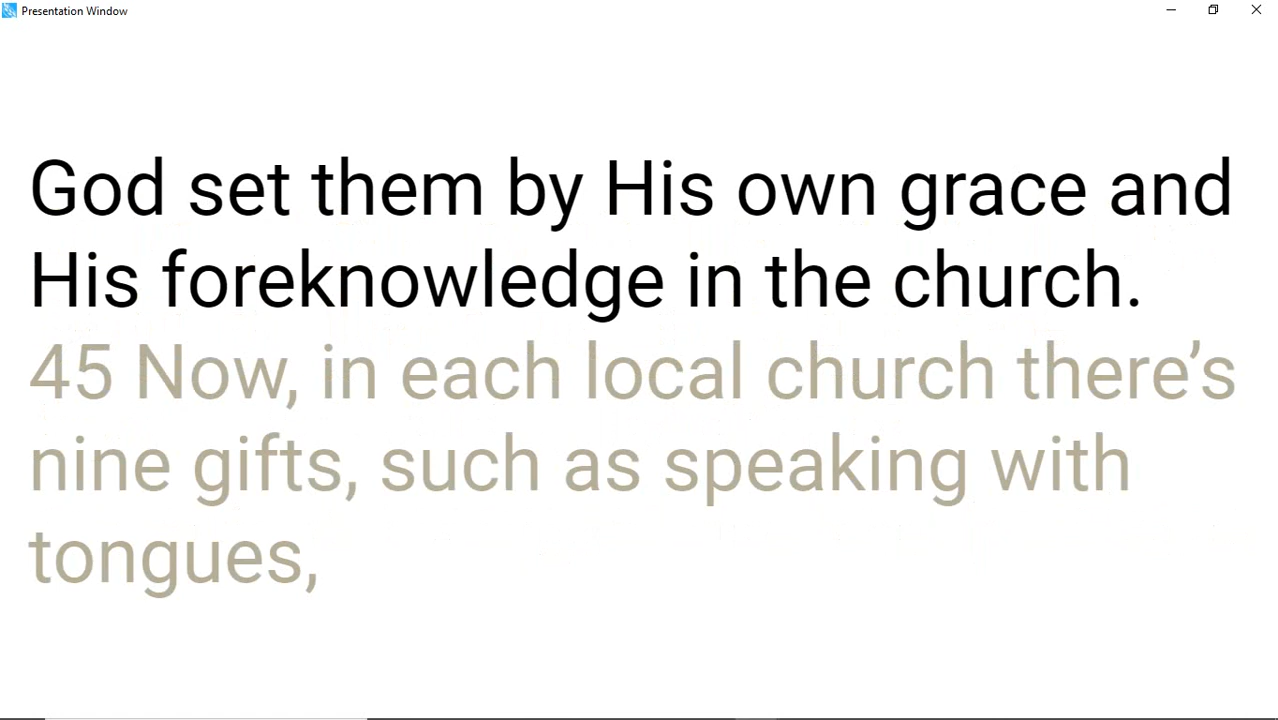 Presentation Window
God set them by His own grace and
His foreknowledge in the church.
45 Now, in each local church there’s
nine gifts, such as speaking with
tongues,